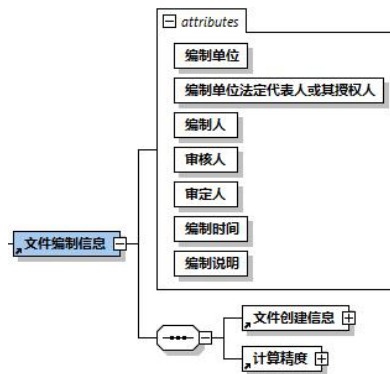 attributes
编制单位
编制单位法定代表人或其授权人
编制人
审核人
审定人
编制时间
文件编制信息
编制说明
文件创建信息
计算精度